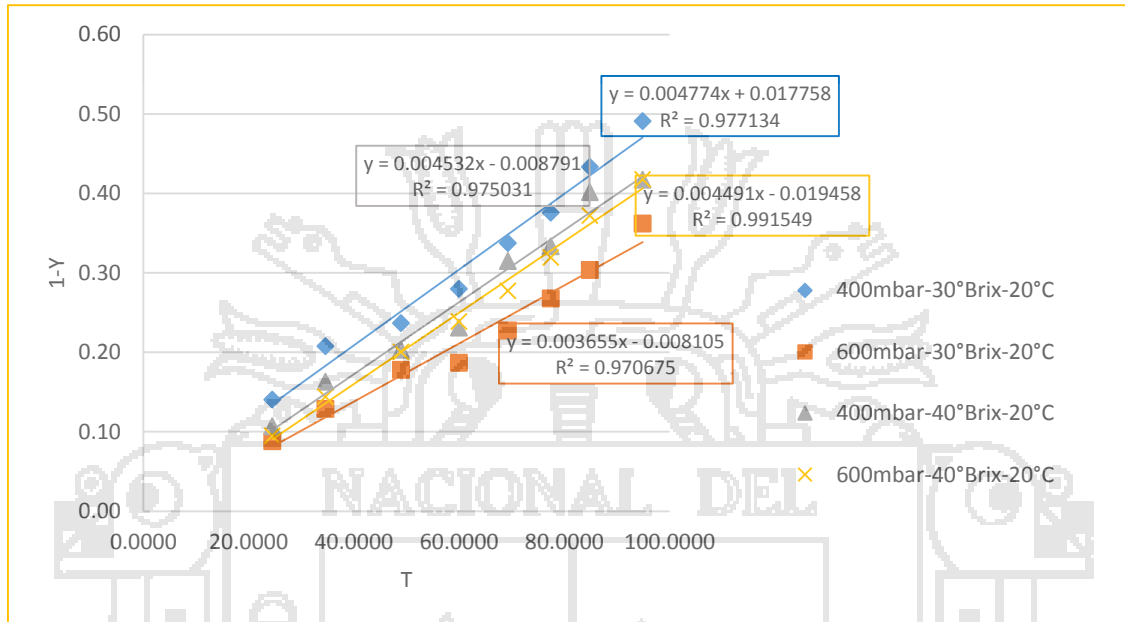 0.60
0.50
0.40
0.30
0.20
0.10
0.00
1-Y
y = 0.004774x + 0.017758
R² = 0.977134
y = 0.004532x - 0.008791
R² = 0.975031
y = 0.004491x - 0.019458
R² = 0.991549
y = 0.003655x - 0.008105
R² = 0.970675
400mbar-30°Brix-20°C
600mbar-30°Brix-20°C
400mbar-40°Brix-20°C
600mbar-40°Brix-20°C
NACIONAL DEL
0.0000 20.0000 40.0000 60.0000 80.0000 100.0000
T